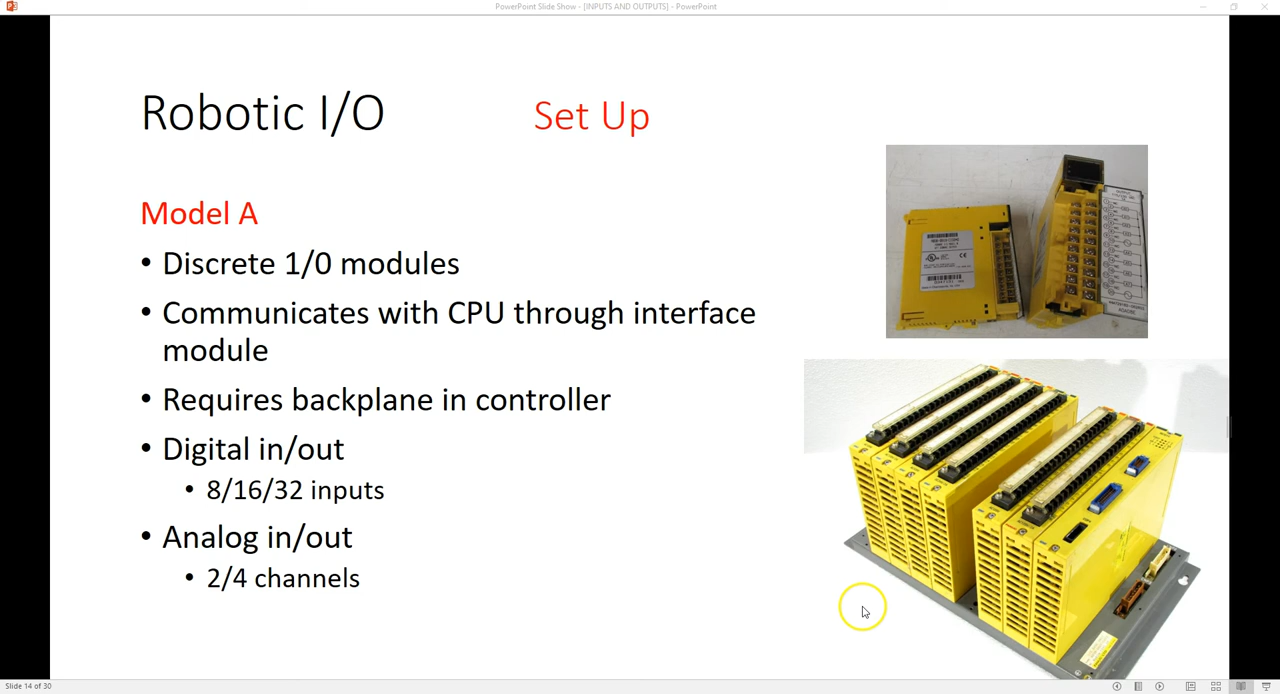 PowerPoint Slide Show - [INPUTS AND OUTPUTS] - PowerPoint
Robotic I/O
Set Up
Model A
• Discrete 1/0 modules
• Communicates with CPU through interface
module
• Requires backplane in controller
• Digital in/out
• 8/16/32 inputs
• Analog in/out
• 2/4 channels
Slide 14 of 30